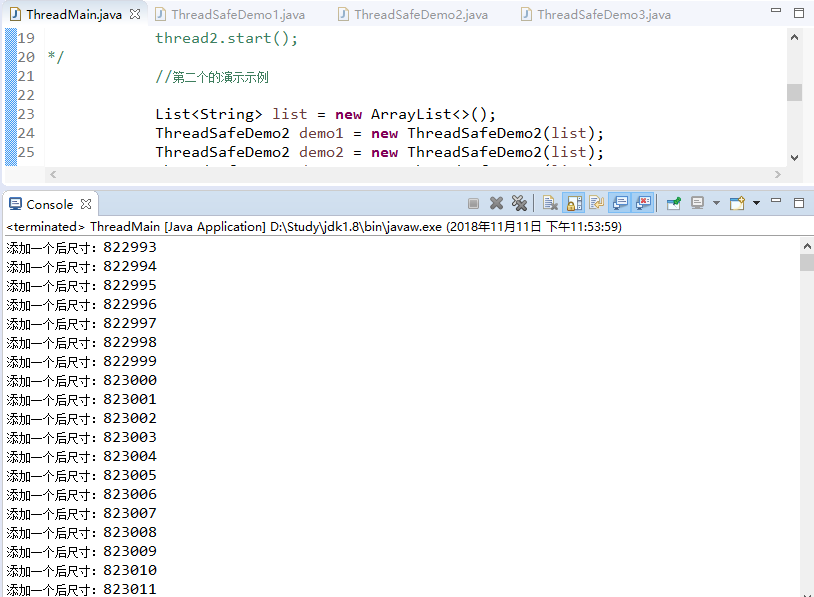 ThreadMain.java ThreadSafeDemo1.java ThreadSafeDemo2.java ThreadSafeDemo3.java
19 thread2.start();
20 */
21 //第二个的演示示例
22
23 List<String> list = new ArrayList<>();
24 ThreadSafeDemo2 demo1 = new ThreadSafeDemo2(list);
25 ThreadSafeDemo2 demo2 = new ThreadSafeDemo2(list);
Console
<terminated> ThreadMain [Java Application] D:\Study\jdk1.8\bin\javaw.exe (2018年11月11日 下午11:53:59)
添加一个后尺寸：822993
添加一个后尺寸：822994
添加一个后尺寸：822995
添加一个后尺寸：822996
添加一个后尺寸：822997
添加一个后尺寸：822998
添加一个后尺寸：822999
添加一个后尺寸：823000
添加一个后尺寸：823001
添加一个后尺寸：823002
添加一个后尺寸：823003
添加一个后尺寸：823004
添加一个后尺寸：823005
添加一个后尺寸：823006
添加一个后尺寸：823007
添加一个后尺寸：823008
添加一个后尺寸：823009
添加一个后尺寸：823010
添加一个后尺寸：823011